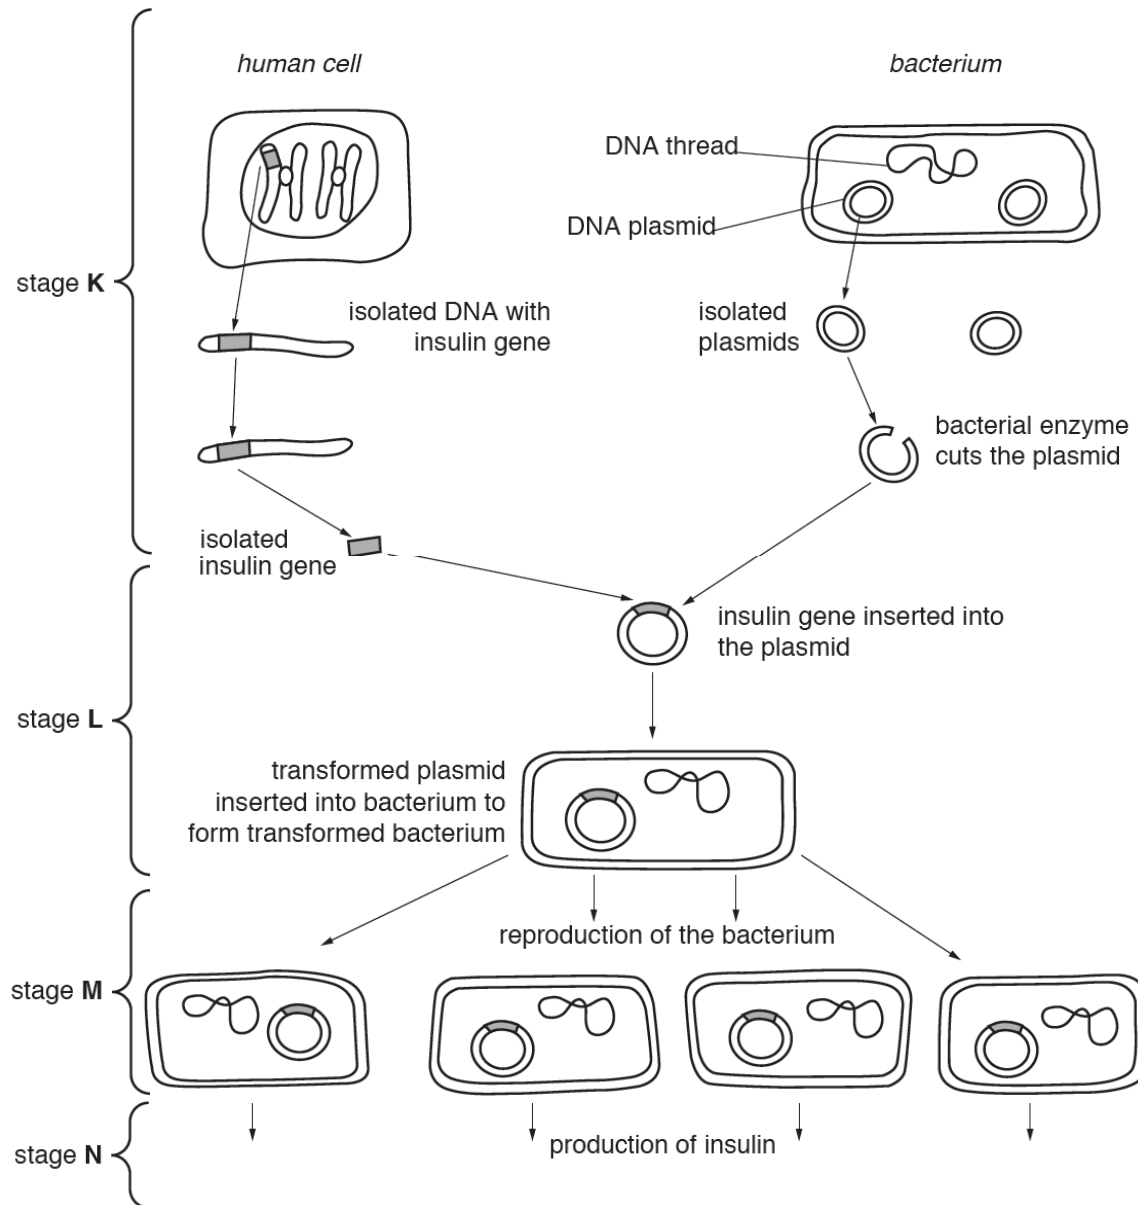 human cell
bacterium
DNA thread
DNA plasmid
stage K
isolated DNA with
insulin gene
isolated
plasmids
bacterial enzyme
cuts the plasmid
isolated
insulin gene
insulin gene inserted into
the plasmid
stage L
transformed plasmid
inserted into bacterium to
form transformed bacterium
reproduction of the bacterium
stage M
production of insulin
stage N